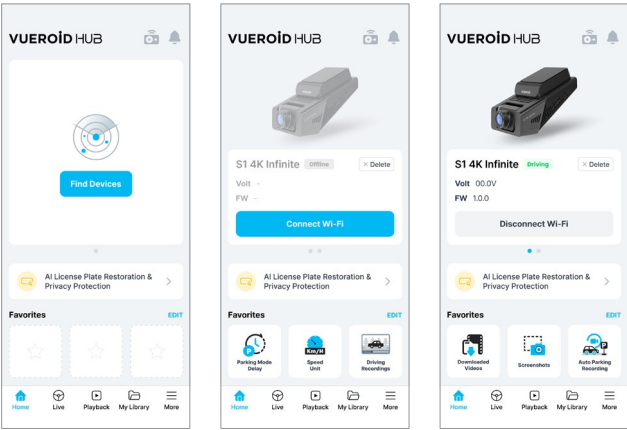 VUEROiD HUB
Find Devices
AI License Plate Restoration &
Privacy Protection
Favorites EDIT
Home Live Playback My Library More
VUEROiD HUB
S1 4K Infinite Offline × Delete
Volt -
FW -
Connect Wi-Fi
AI License Plate Restoration &
Privacy Protection
Favorites EDIT
P
Parking Mode
Delay
Km/H
Speed
Unit
Driving
Recordings
Home Live Playback My Library More
VUEROiD HUB
S1 4K Infinite Driving × Delete
Volt 00.0V
FW 1.0.0
Disconnect Wi-Fi
AI License Plate Restoration &
Privacy Protection
Favorites EDIT
Downloaded
Videos
Screenshots
P
Auto Parking
Recording
Home Live Playback My Library More